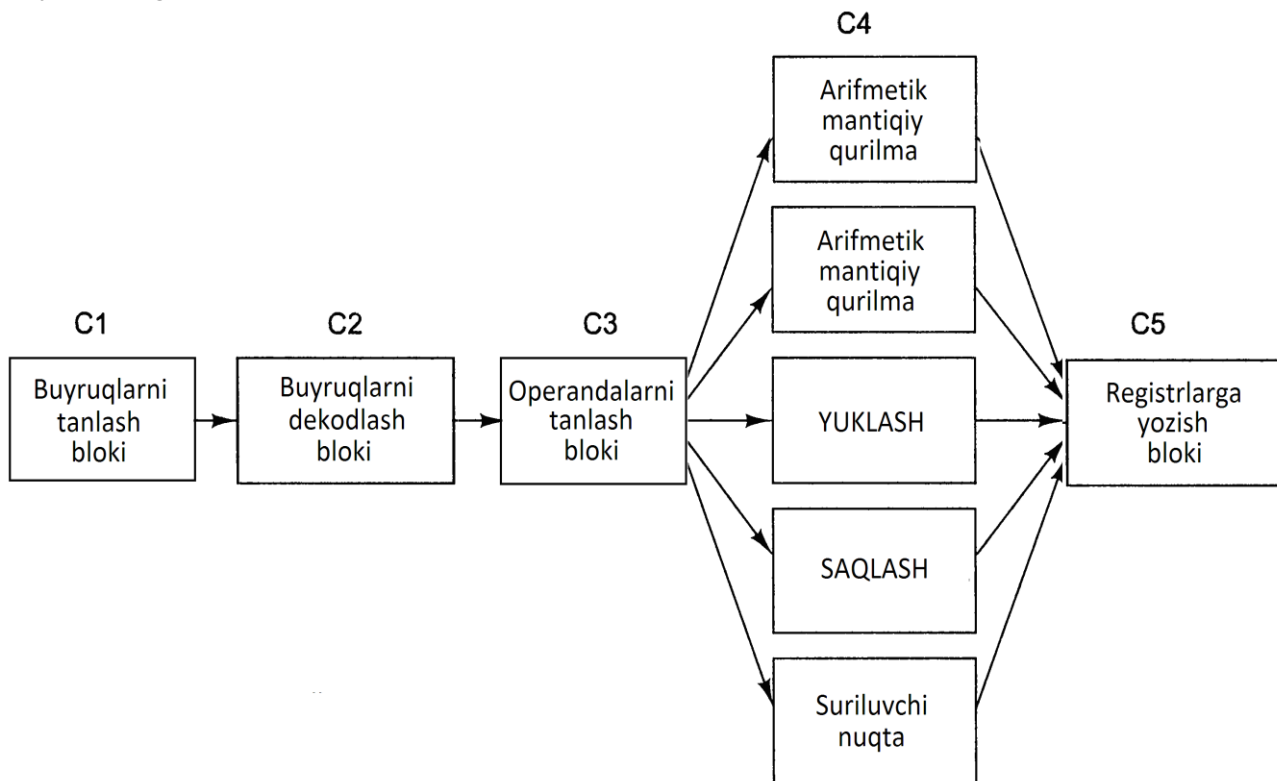 C4
Arifmetik
mantiqiy
qurilma
Arifmetik
mantiqiy
qurilma
C1
C2
C3
C5
Buyruqlarni
tanlash
bloki
Buyruqlarni
dekodlash
bloki
Operandalarni
tanlash
bloki
YUKLASH
Registrlarga
yozish
bloki
SAQLASH
Suriluvchi
nuqta